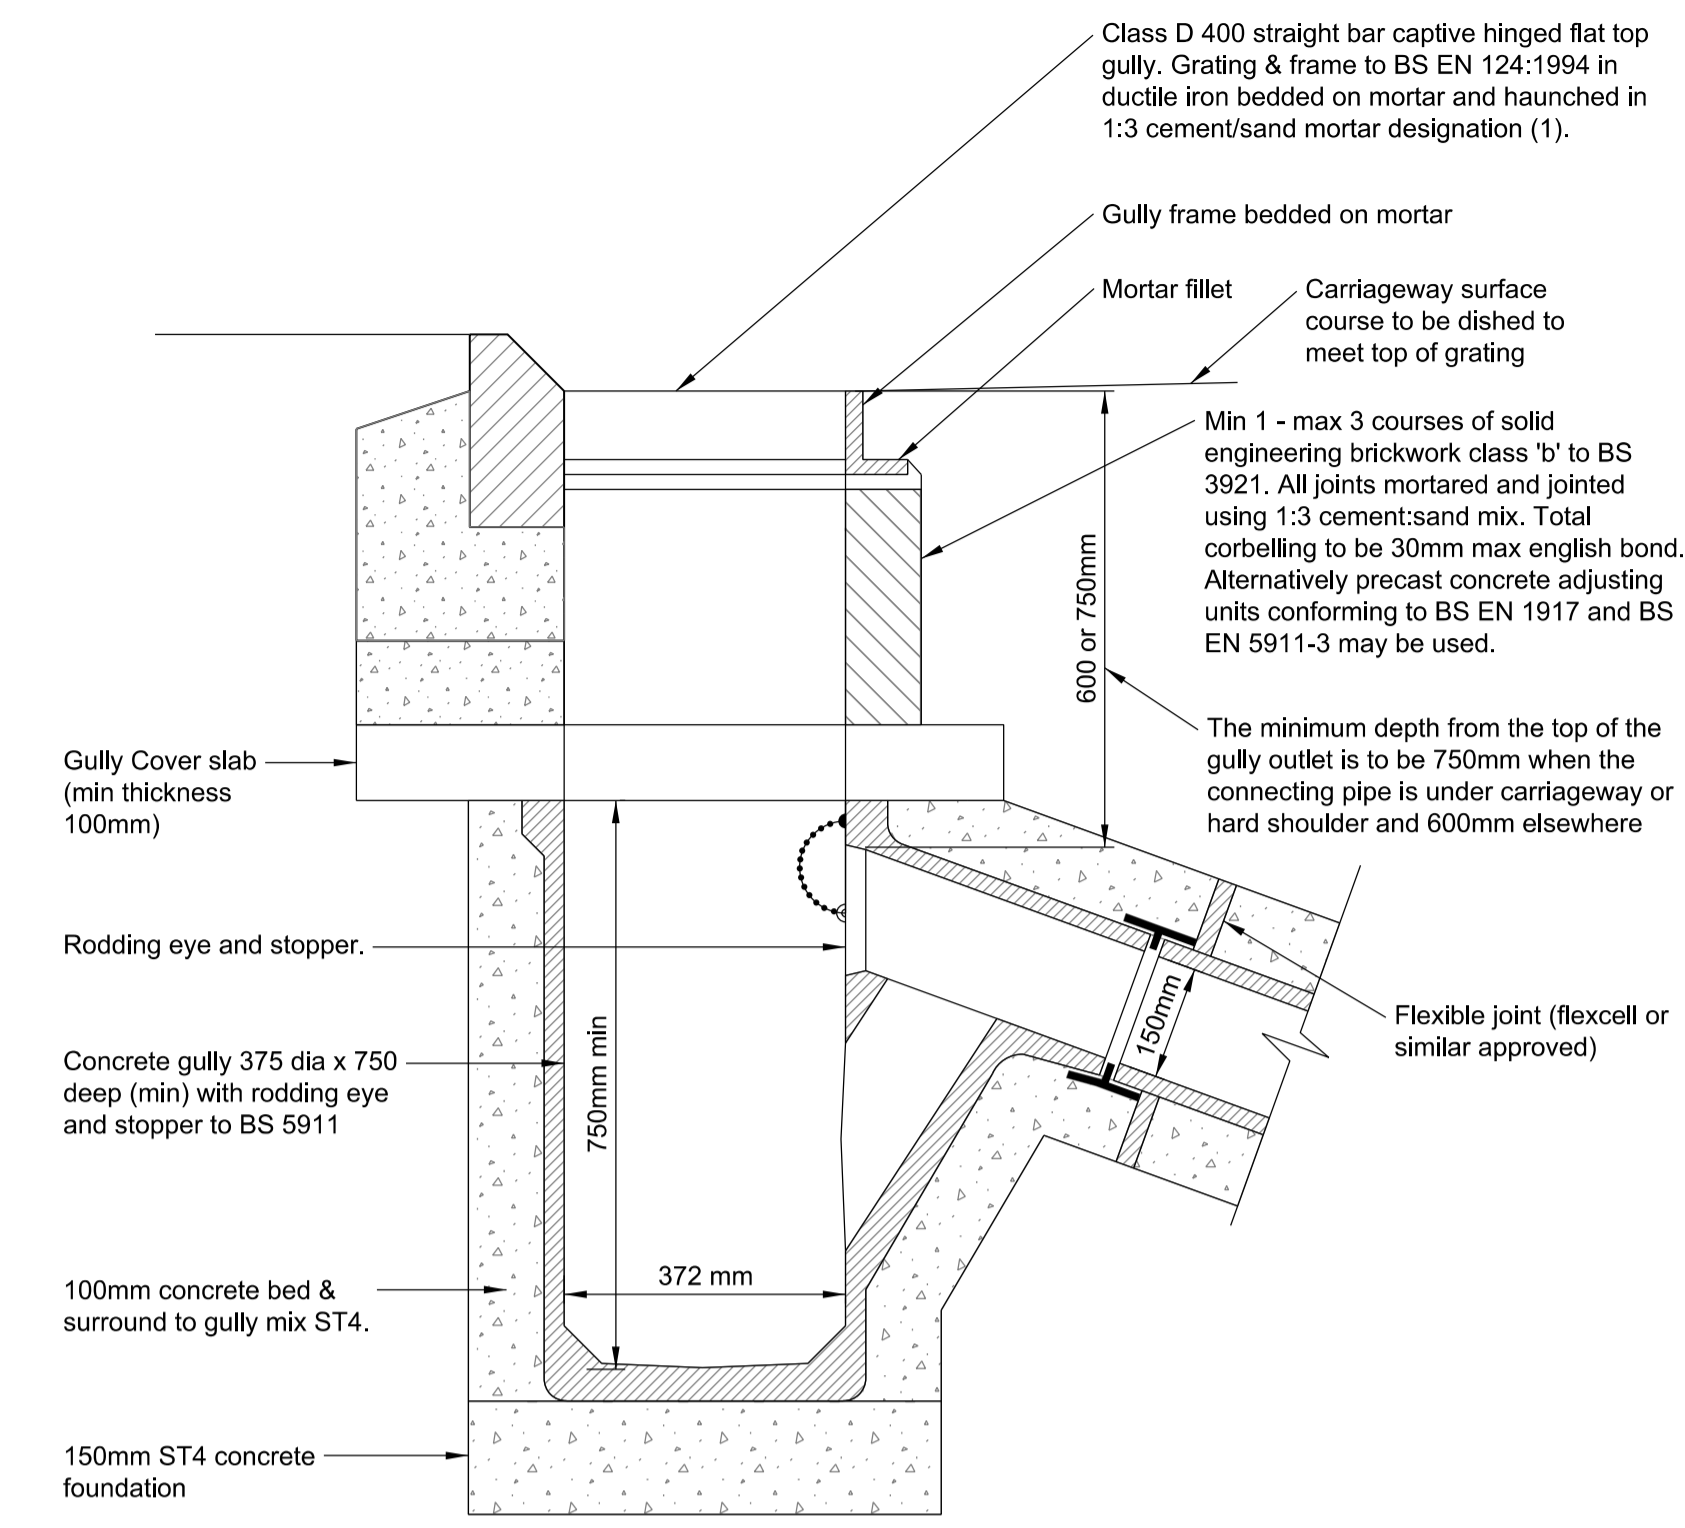 Class D 400 straight bar captive hinged flat top
gully. Grating & frame to BS EN 124:1994 in
ductile iron bedded on mortar and haunched in
1:3 cement/sand mortar designation (1).
Gully frame bedded on mortar
Mortar fillet
Carriageway surface
course to be dished to
meet top of grating
Min 1 - max 3 courses of solid
engineering brickwork class 'b' to BS
3921. All joints mortared and jointed
using 1:3 cement:sand mix. Total
corbelling to be 30mm max english bond.
Alternatively precast concrete adjusting
units conforming to BS EN 1917 and BS
EN 5911-3 may be used.
600 or 750mm
The minimum depth from the top of the
gully outlet is to be 750mm when the
connecting pipe is under carriageway or
hard shoulder and 600mm elsewhere
Gully Cover slab
(min thickness
100mm)
Rodding eye and stopper.
150mm
Flexible joint (flexcell or
similar approved)
Concrete gully 375 dia x 750
deep (min) with rodding eye
and stopper to BS 5911
750mm min
372 mm
100mm concrete bed &
surround to gully mix ST4.
150mm ST4 concrete
foundation